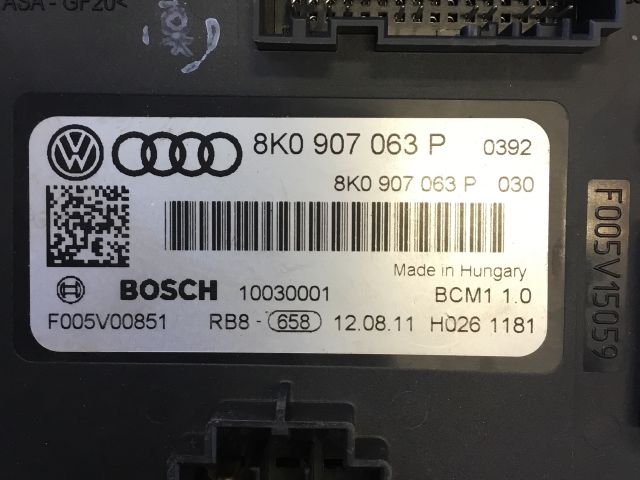 ASA - GF20<
8K0 907 063 P 0392
8K0 907 063 P 030
Made in Hungary
BOSCH 10030001 BCM1 1.0
F005V00851 RB8 - 658 12.08.11 H026 1181
F005V15059